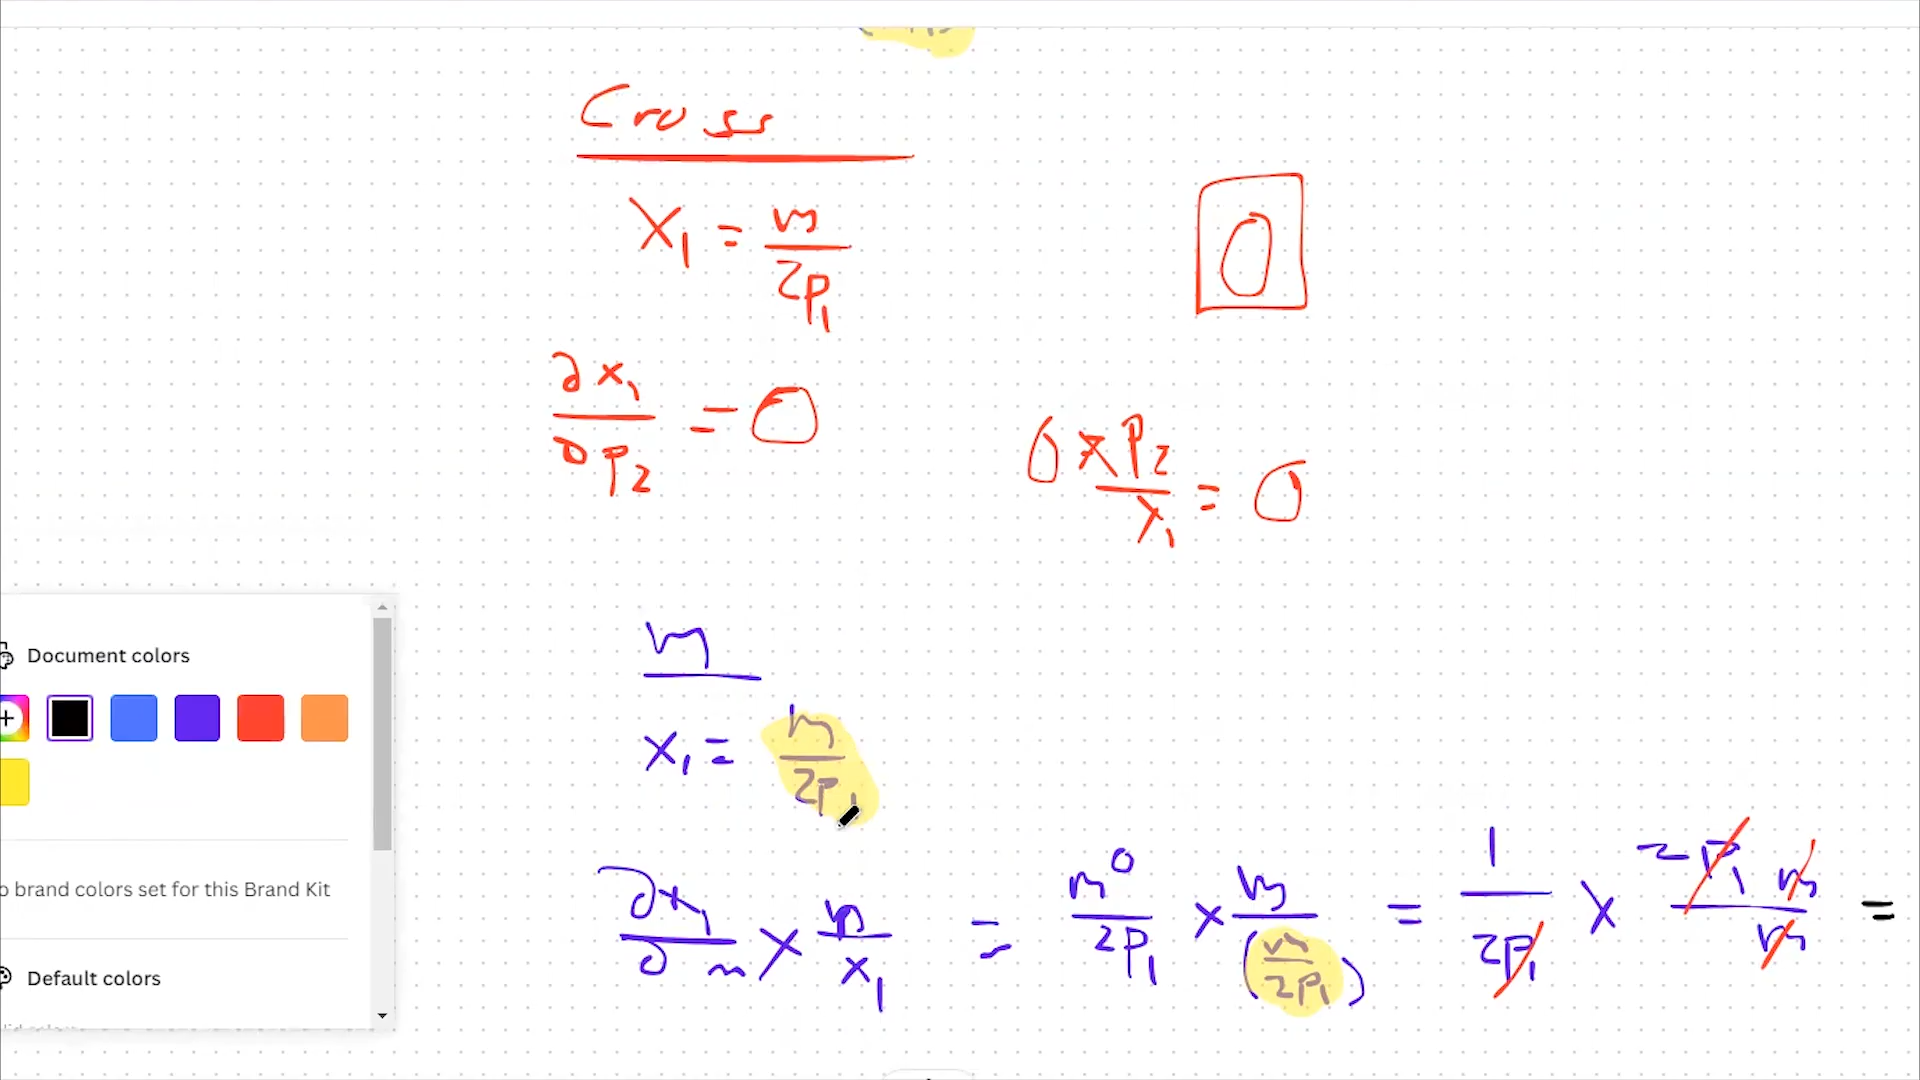 Cross
x₁ = m/2p₁
0
∂x₁/∂p₂ = 0
0 × p₂/x₁ = 0
m
x₁ = m/2p₁
∂x₁/∂m × m/x₁ = m⁰/2p₁ × m/(m/2p₁) = 1/2p₁ × 2p₁m/m =
Document colors
o brand colors set for this Brand Kit
Default colors